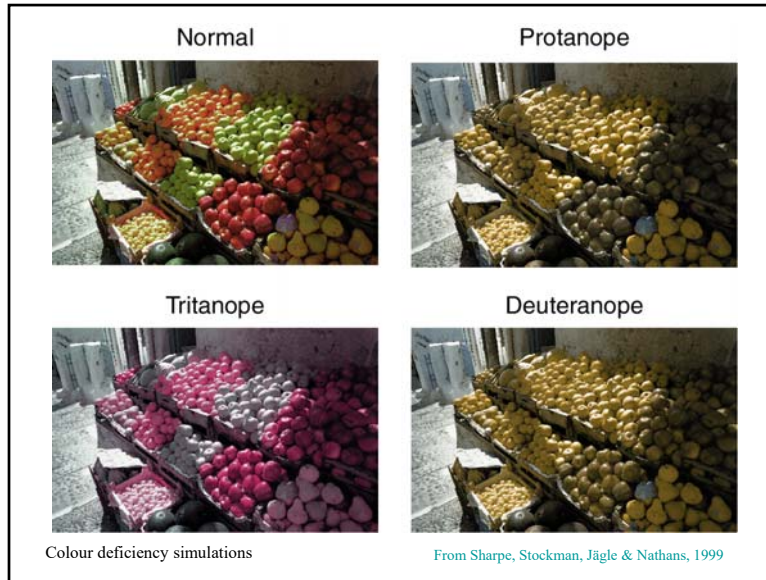 Normal
Protanope
Tritanope
Deuteranope
Colour deficiency simulations
From Sharpe, Stockman, Jägle & Nathans, 1999